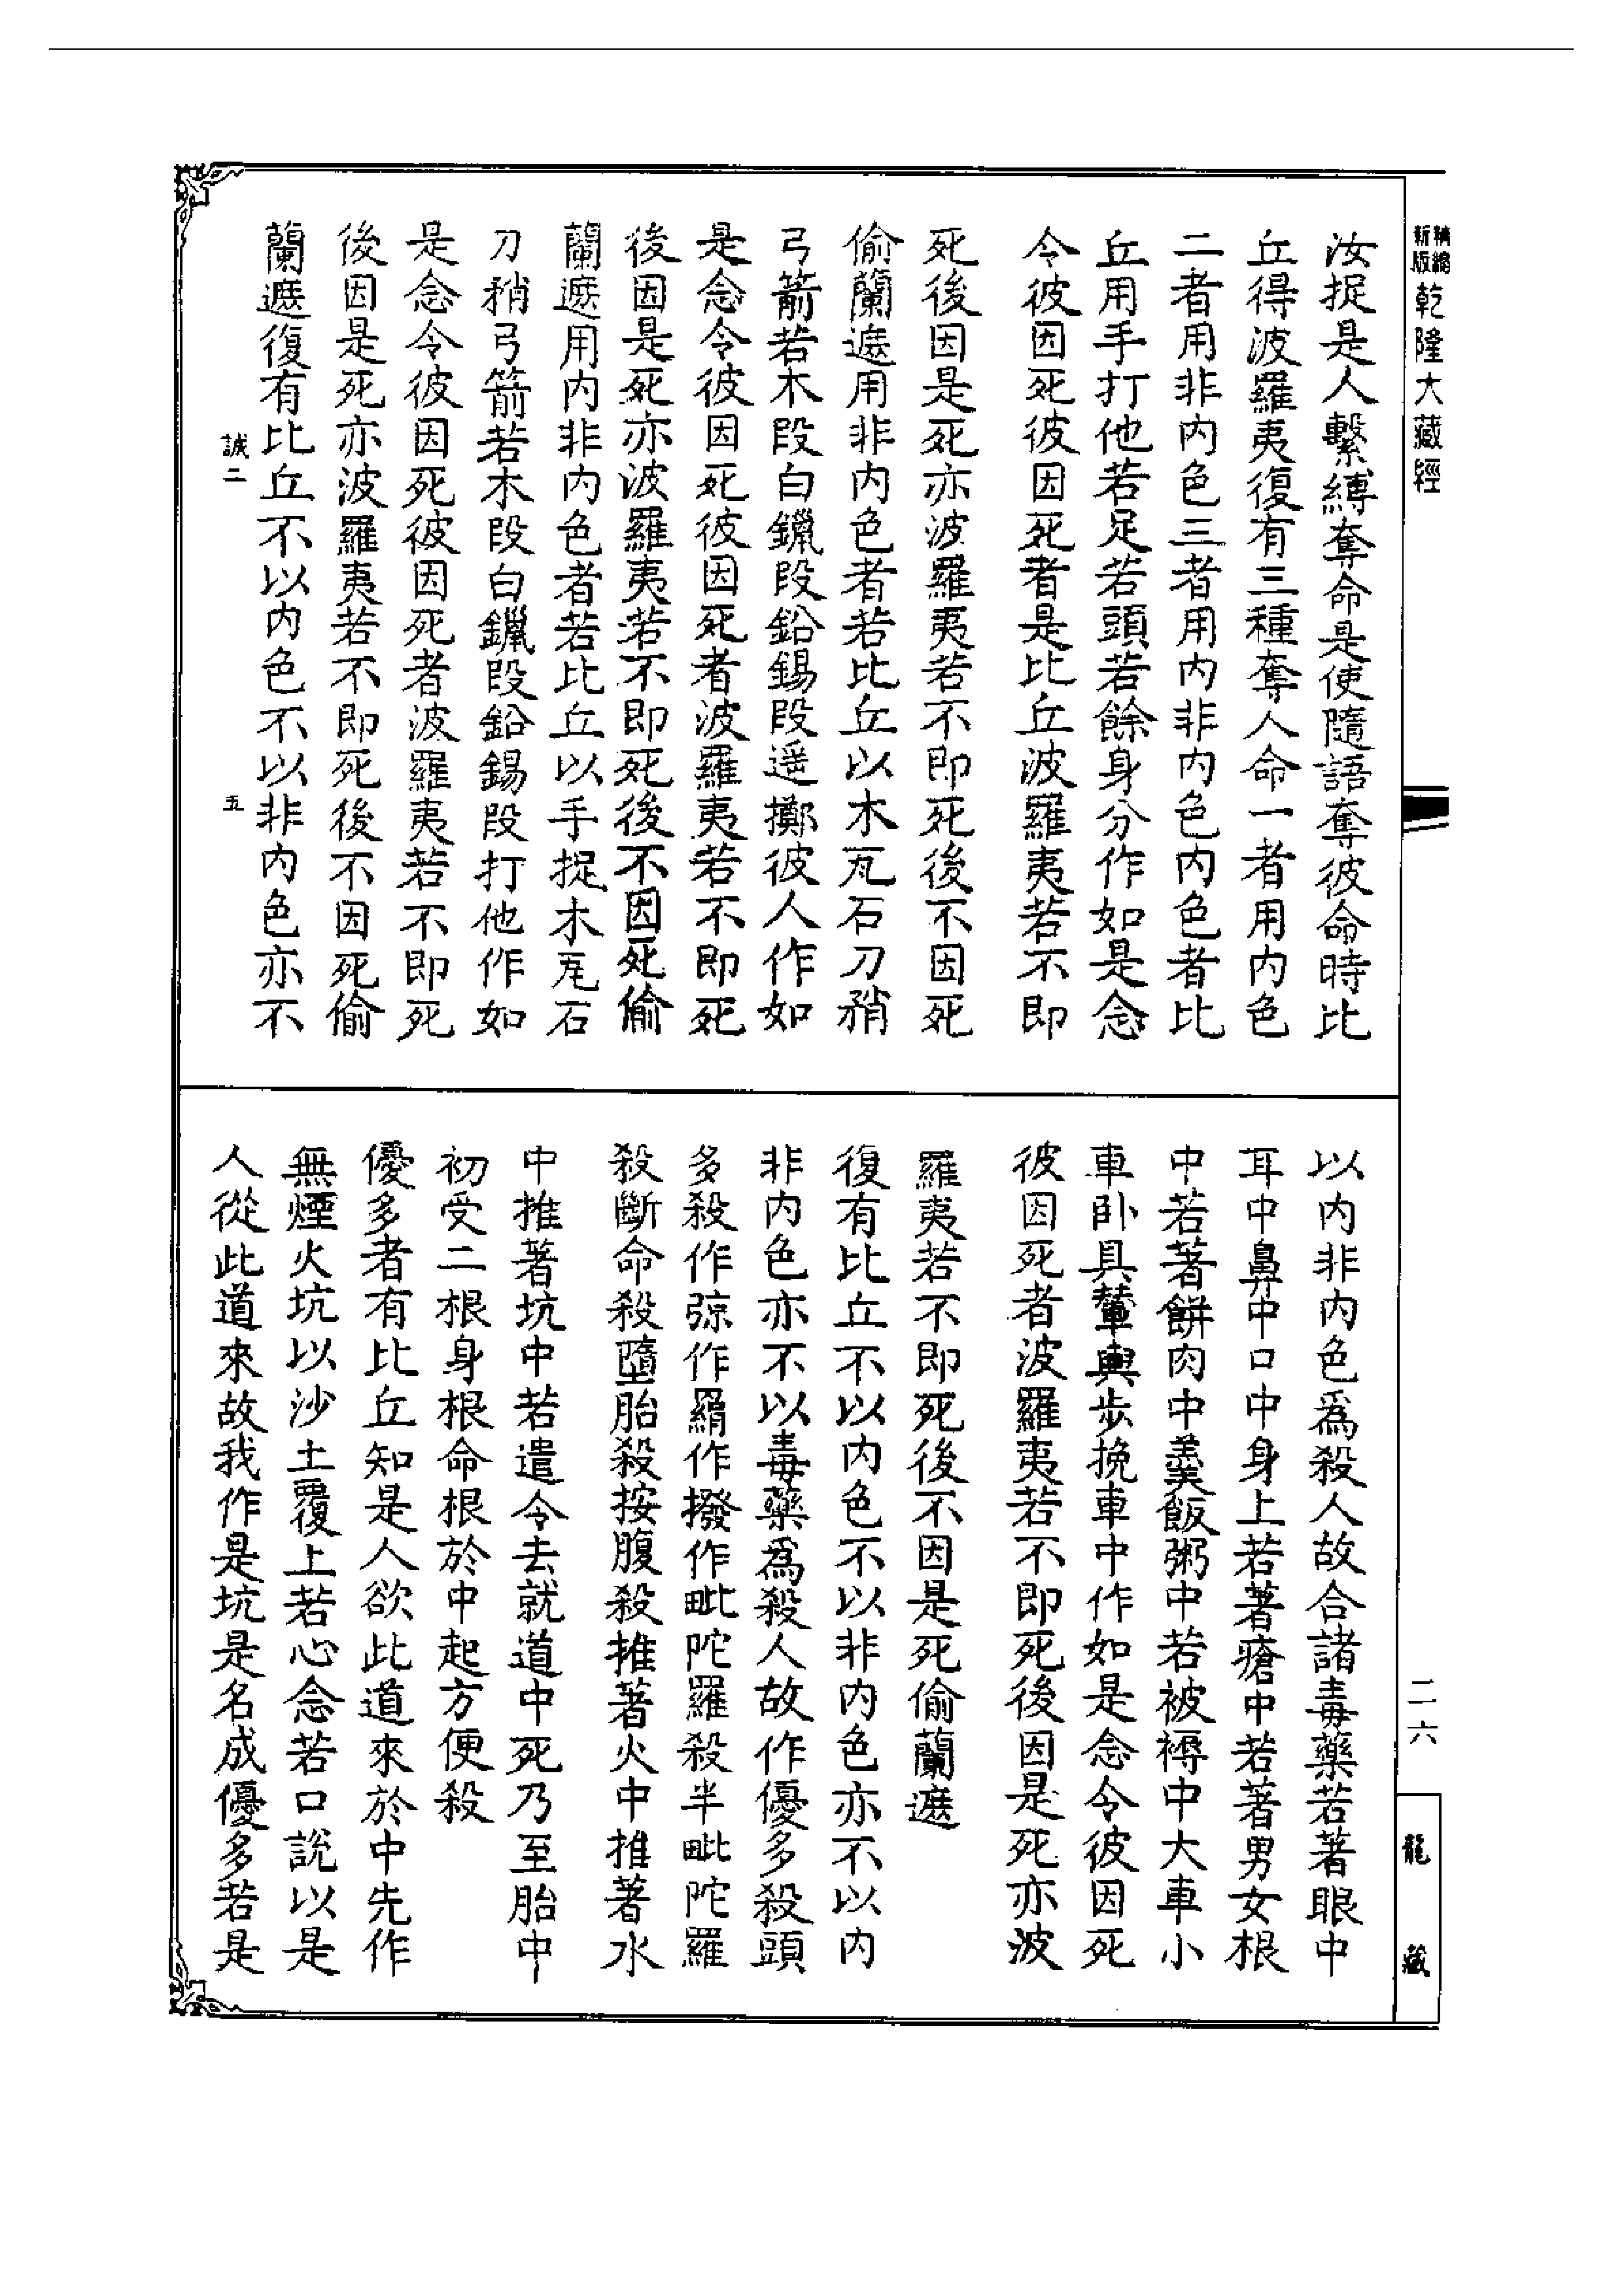 精縮新版乾隆大藏經
汝捉是人繫縛奪命是使隨語奪彼命時比
丘得波羅夷復有三種奪人命一者用内色
二者用非内色三者用内非内色内色者比
丘用手打他若足若頭若餘身分作如是念
令彼因死彼因死者是比丘波羅夷若不即
死後因是死亦波羅夷若不即死後不因死
偷蘭遮用非内色者若比丘以木瓦石刀矟
弓箭若木段白鑞段鉛錫段遥擲彼人作如
是念令彼因死彼因死者波羅夷若不即死
後因是死亦波羅夷若不即死後不因死偷
蘭遮用内非内色者若比丘以手捉木瓦石
刀矟弓箭若木段白鑞段鉛錫段打他作如
是念令彼因死彼因死者波羅夷若不即死
後因是死亦波羅夷若不即死後不因死偷
蘭遮復有比丘不以内色不以非内色亦不
誠二 五
以内非内色爲殺人故合諸毒藥若著眼中
耳中鼻中口中身上若著瘡中若著男女根
中若著餅肉中羹飯粥中若被褥中大車小
車卧具輦輿步挽車中作如是念令彼因死
彼因死者波羅夷若不即死後因是死亦波
羅夷若不即死後不因是死偷蘭遮
復有比丘不以内色不以非内色亦不以内
非内色亦不以毒藥爲殺人故作優多殺頭
多殺作弶作羂作撥作毗陀羅殺半毗陀羅
殺斷命殺墮胎殺按腹殺推著火中推著水
中推著坑中若遣令去就道中死乃至胎中
初受二根身根命根於中起方便殺
優多者有比丘知是人欲此道來於中先作
無煙火坑以沙土覆上若心念若口説以是
人從此道來故我作是坑是名成優多若是
二六
龍藏